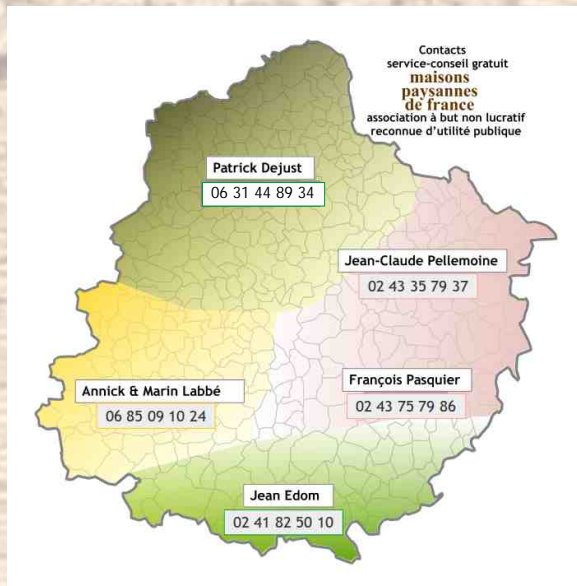 Contacts
service-conseil gratuit
maisons
paysannes
de france
association à but non lucratif
reconnue d'utilité publique
Patrick Dejust
06 31 44 89 34
Jean-Claude Pellemoine
02 43 35 79 37
Annick & Marin Labbé
06 85 09 10 24
François Pasquier
02 43 75 79 86
Jean Edom
02 41 82 50 10